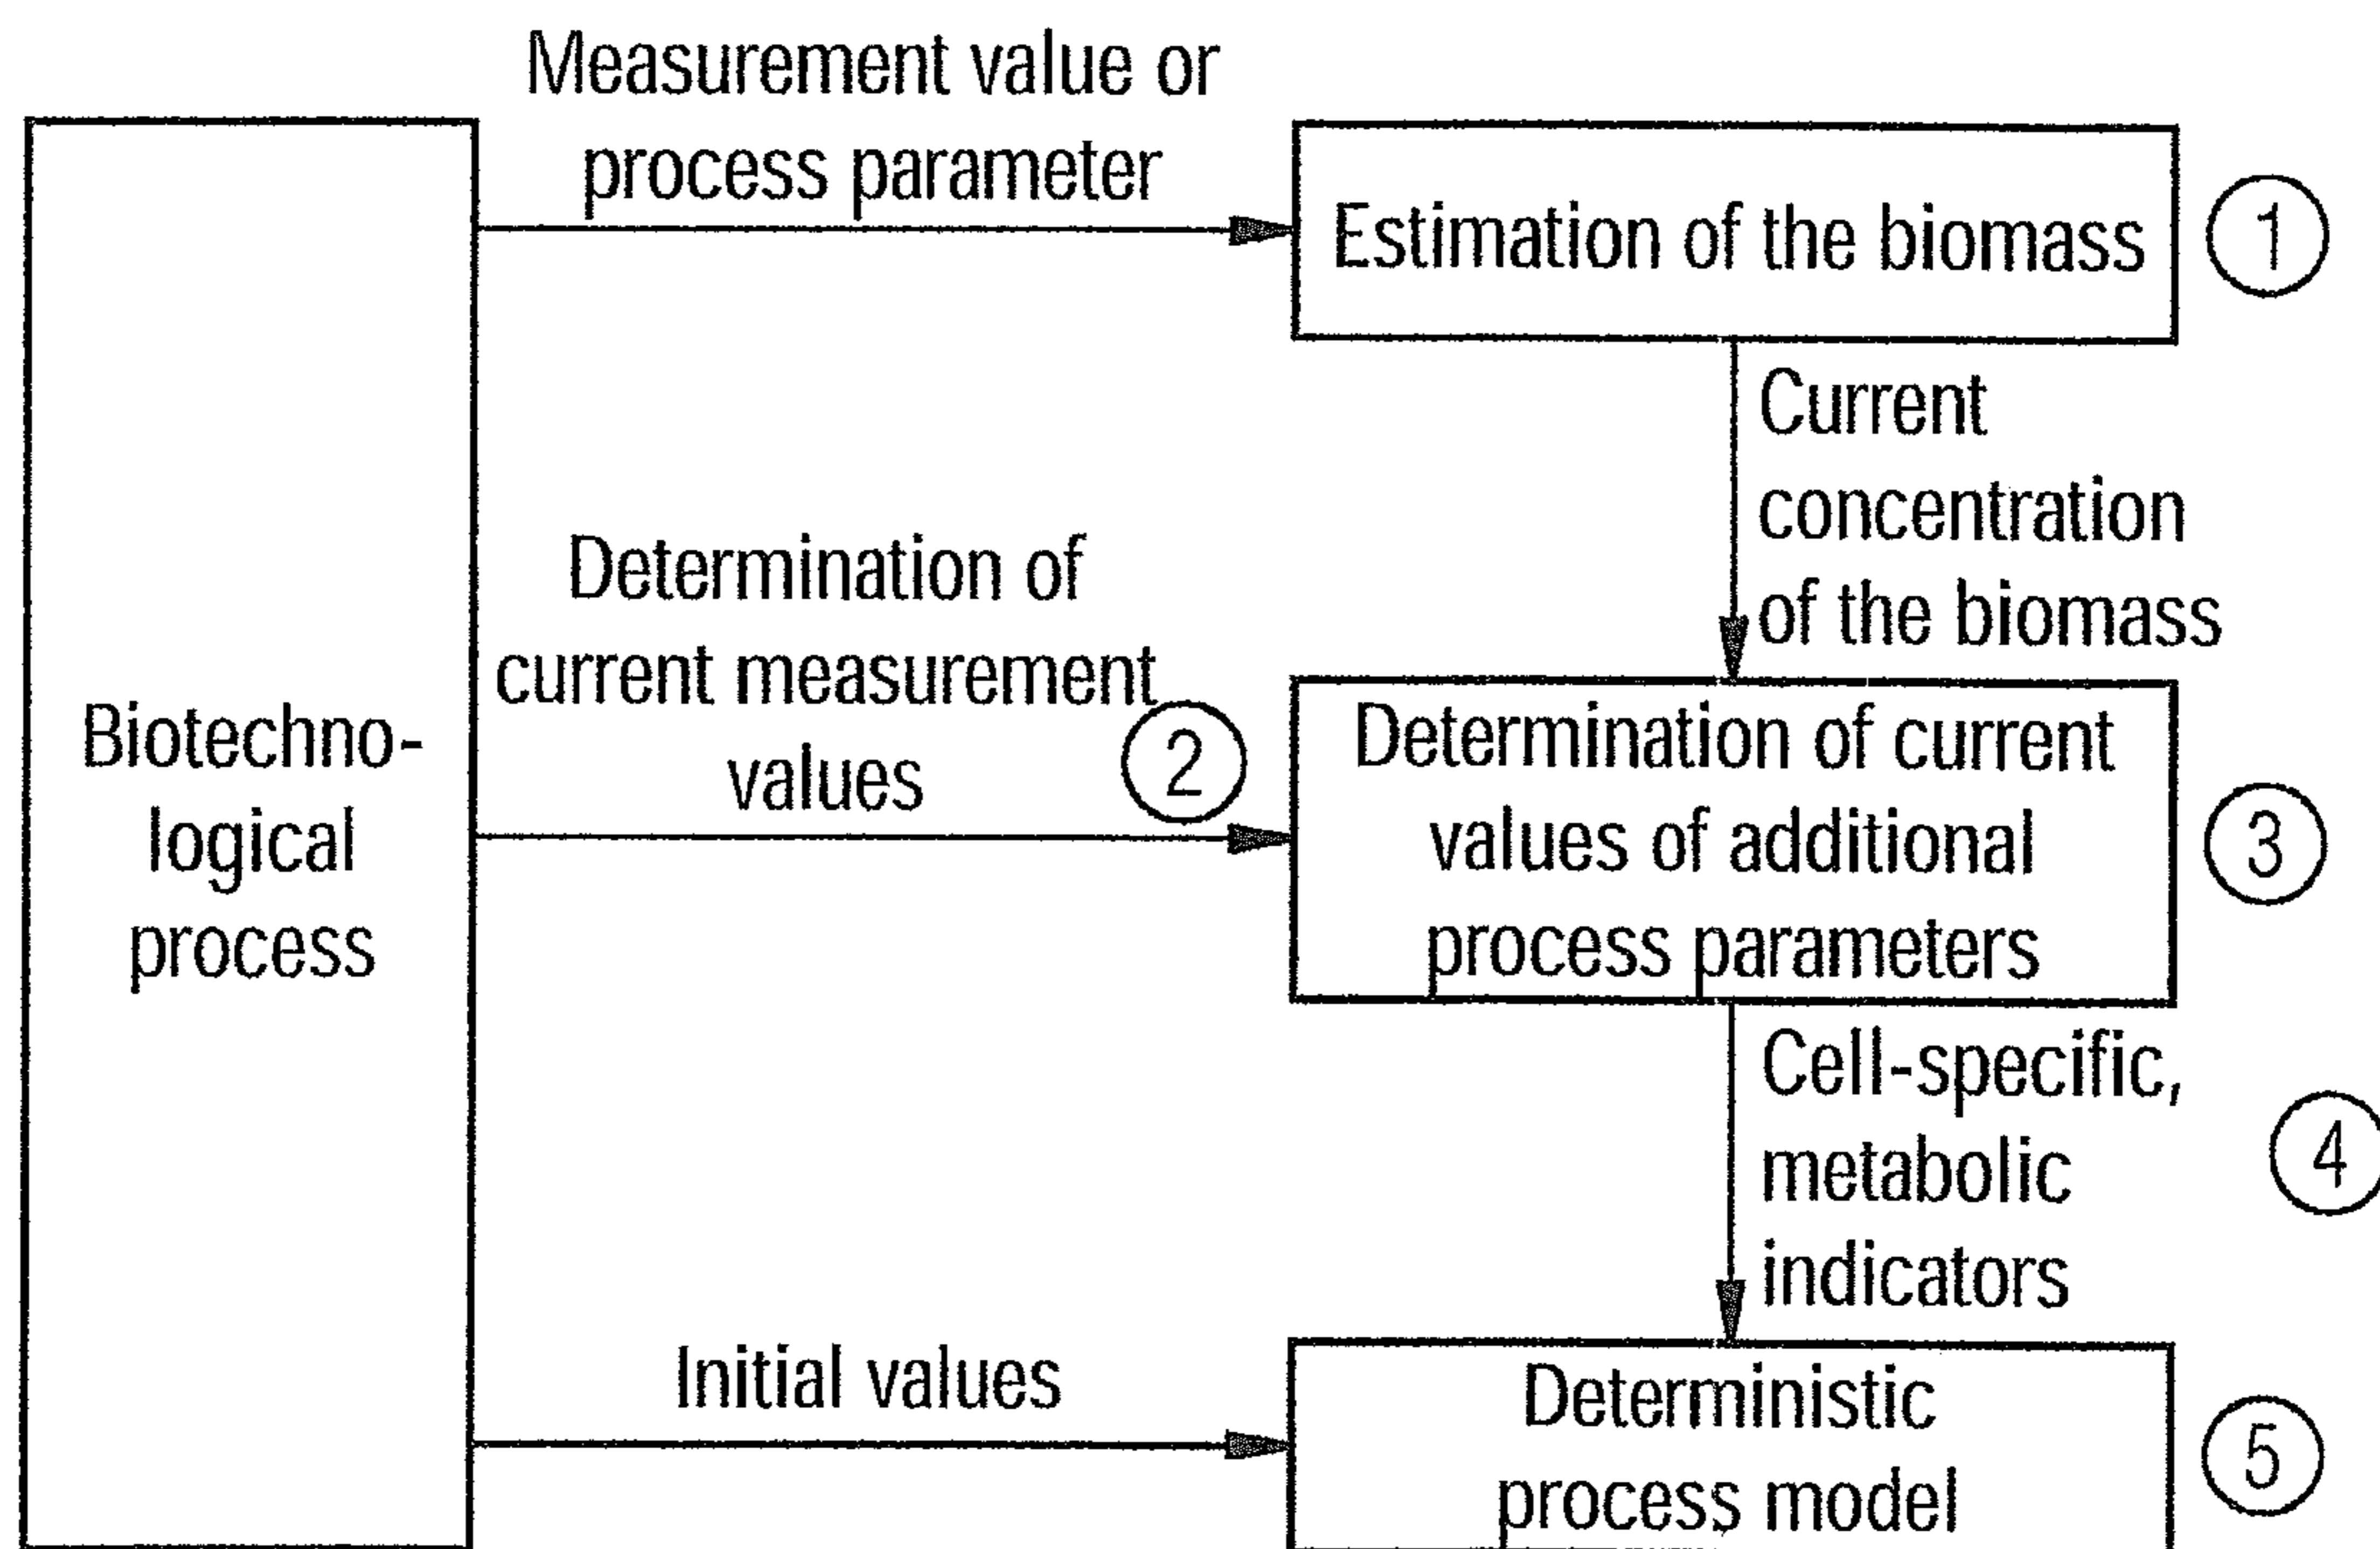 Measurement value or
process parameter
Estimation of the biomass
1
Current
concentration
of the biomass
Determination of
current measurement
values
2
Biotechno-
logical
process
Determination of current
values of additional
process parameters
3
Cell-specific,
metabolic
indicators
4
Initial values
Deterministic
process model
5